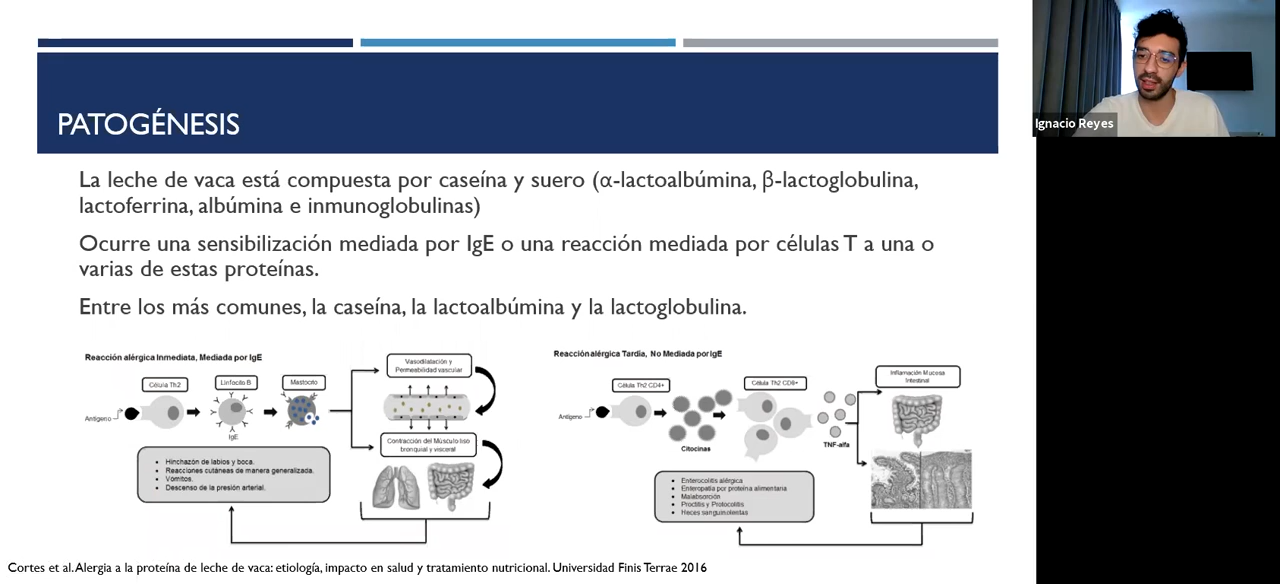 Ignacio Reyes
PATOGÉNESIS
La leche de vaca está compuesta por caseína y suero (α-lactoalbúmina, β-lactoglobulina,
lactoferrina, albúmina e inmunoglobulinas)
Ocurre una sensibilización mediada por IgE o una reacción mediada por células T a una o
varias de estas proteínas.
Entre los más comunes, la caseína, la lactoalbúmina y la lactoglobulina.
Reacción alérgica Inmediata, Mediada por IgE
Célula Th2
Linfocito B
Mastocito
Antígeno
IgE
Vasodilatación y
Permeabilidad vascular
Contracción del Músculo liso
bronquial y visceral
• Hinchazón de labios y boca.
• Reacciones cutáneas de manera generalizada.
• Vómitos.
• Descenso de la presión arterial.
Reacción alérgica Tardía, No Mediada por IgE
Célula Th2 CD4+
Célula Th2 CD8+
Antígeno
Citocinas
TNF-alfa
Inflamación Mucosa
Intestinal
• Enterocolitis alérgica
• Enteropatía por proteína alimentaria
• Malabsorción
• Proctitis y Protocolitis
• Heces sanguinolentas
Cortes et al. Alergia a la proteína de leche de vaca: etiología, impacto en salud y tratamiento nutricional. Universidad Finis Terrae 2016